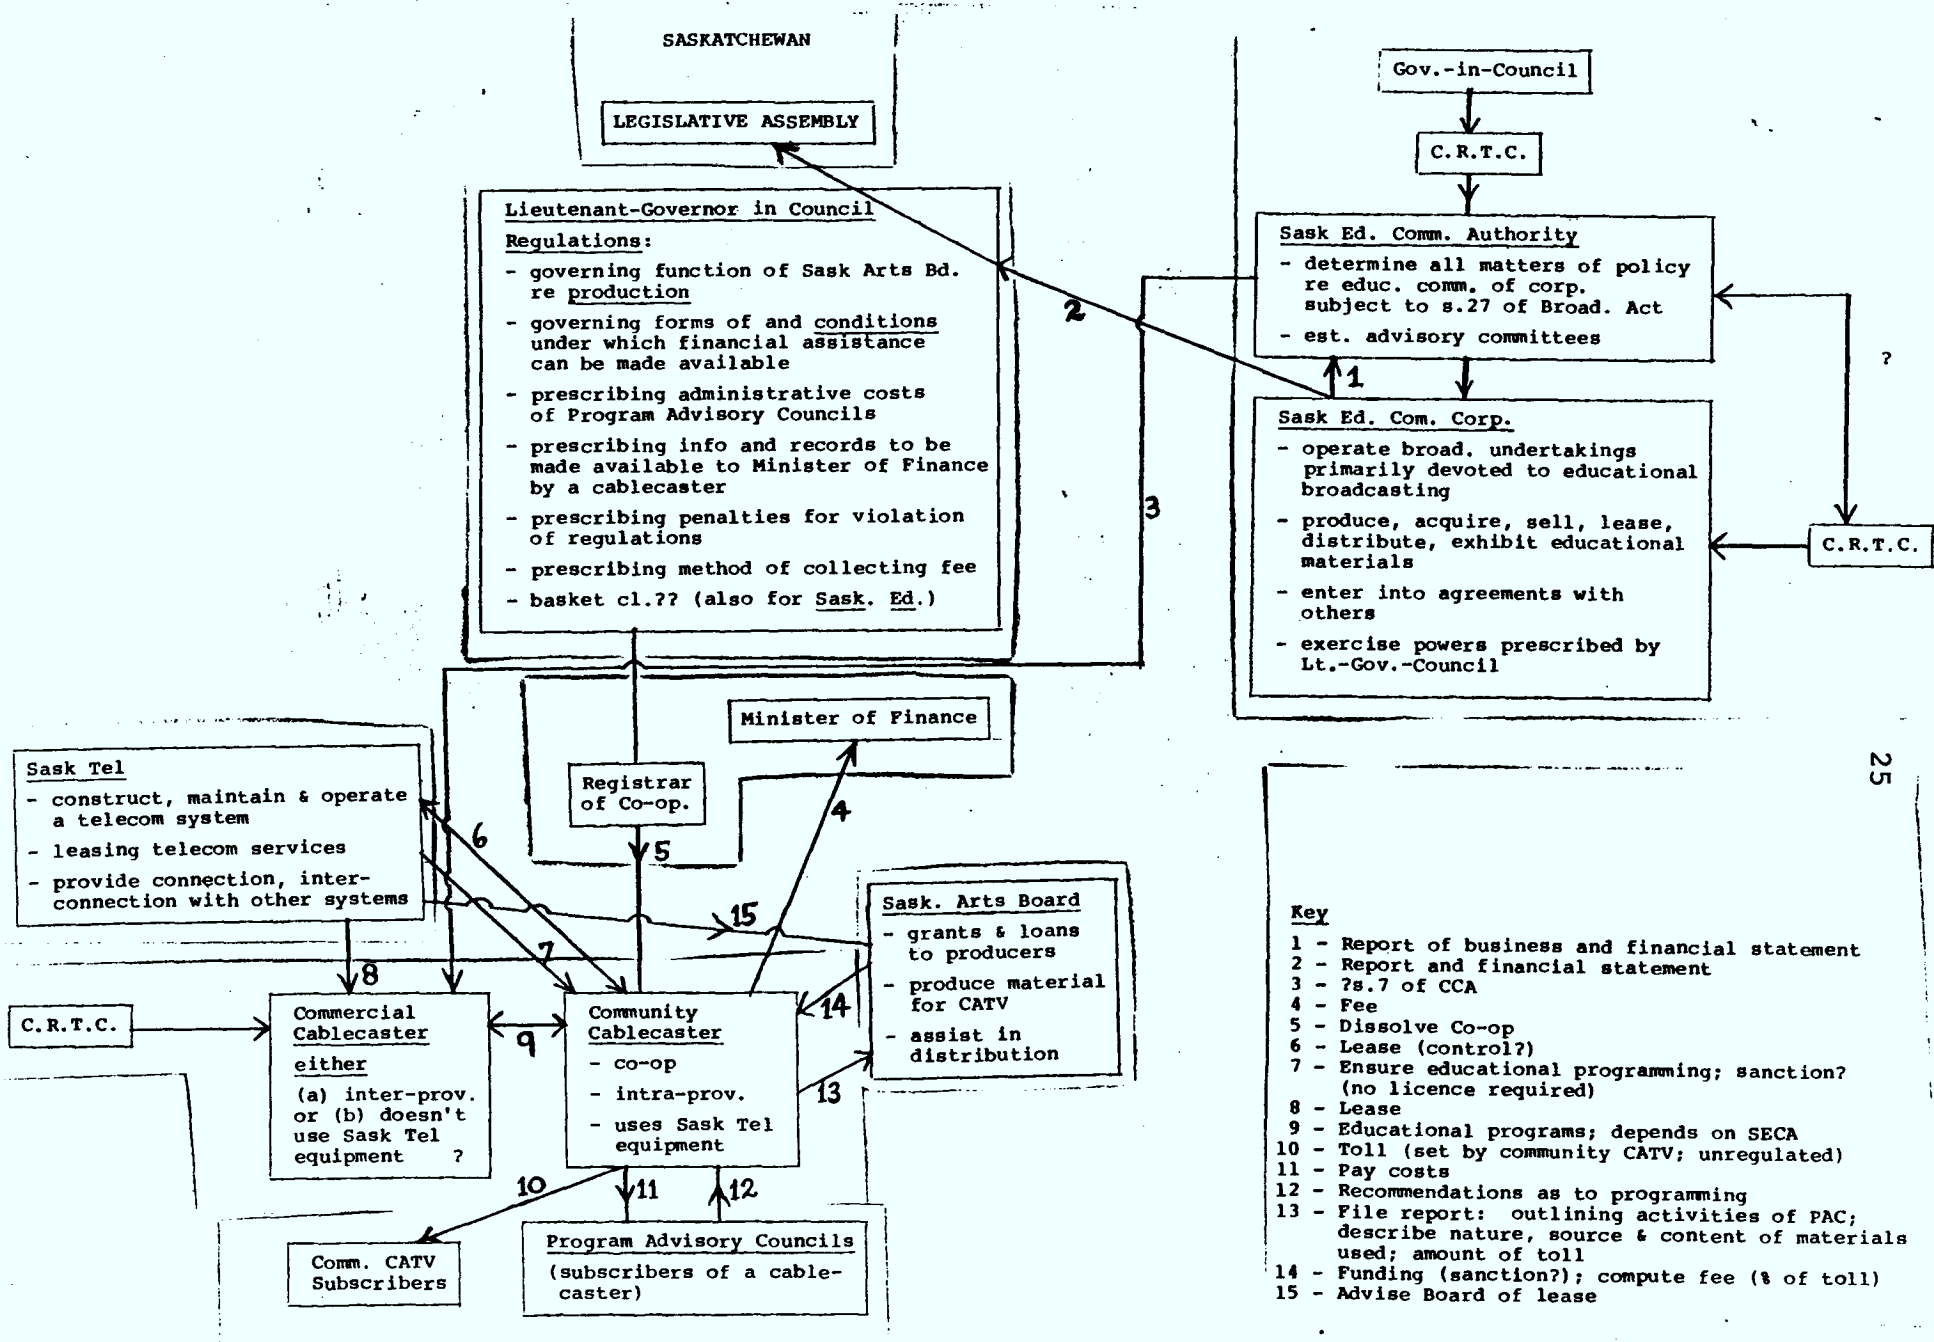 SASKATCHEWAN
LEGISLATIVE ASSEMBLY
Gov.-in-Council
C.R.T.C.
Lieutenant-Governor in Council
Regulations:
- governing function of Sask Arts Bd.
re production
- governing forms of and conditions
under which financial assistance
can be made available
- prescribing administrative costs
of Program Advisory Councils
- prescribing info and records to be
made available to Minister of Finance
by a cablecaster
- prescribing penalties for violation
of regulations
- prescribing method of collecting fee
- basket cl.?? (also for Sask. Ed.)
2
3
Sask Ed. Comm. Authority
- determine all matters of policy
re educ. comm. of corp.
subject to s.27 of Broad. Act
- est. advisory committees
1
?
Sask Ed. Com. Corp.
- operate broad. undertakings
primarily devoted to educational
broadcasting
- produce, acquire, sell, lease,
distribute, exhibit educational
materials
- enter into agreements with
others
- exercise powers prescribed by
Lt.-Gov.-Council
C.R.T.C.
Minister of Finance
Registrar
of Co-op.
4
5
Sask Tel
- construct, maintain & operate
a telecom system
- leasing telecom services
- provide connection, inter-
connection with other systems
6
7
15
8
Sask. Arts Board
- grants & loans
to producers
- produce material
for CATV
- assist in
distribution
14
13
C.R.T.C.
Commercial
Cablecaster
either
(a) inter-prov.
or (b) doesn't
use Sask Tel
equipment ?
9
Community
Cablecaster
- co-op
- intra-prov.
- uses Sask Tel
equipment
10
11
12
Comm. CATV
Subscribers
Program Advisory Councils
(subscribers of a cable-
caster)
25
Key
1 - Report of business and financial statement
2 - Report and financial statement
3 - ?s.7 of CCA
4 - Fee
5 - Dissolve Co-op
6 - Lease (control?)
7 - Ensure educational programming; sanction?
(no licence required)
8 - Lease
9 - Educational programs; depends on SECA
10 - Toll (set by community CATV; unregulated)
11 - Pay costs
12 - Recommendations as to programming
13 - File report: outlining activities of PAC;
describe nature, source & content of materials
used; amount of toll
14 - Funding (sanction?); compute fee (% of toll)
15 - Advise Board of lease